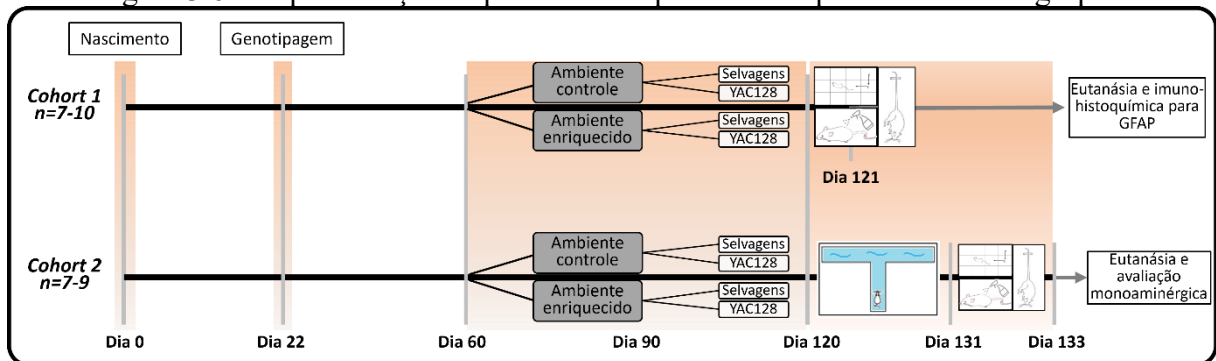 Nascimento
Genotipagem
Cohort 1
n=7-10
Ambiente
controle
Selvagens
YAC128
Ambiente
enriquecido
Selvagens
YAC128
Dia 121
Eutanásia e imuno-
histoquímica para
GFAP
Cohort 2
n=7-9
Ambiente
controle
Selvagens
YAC128
Ambiente
enriquecido
Selvagens
YAC128
Eutanásia e
avaliação
monoaminérgica
Dia 0
Dia 22
Dia 60
Dia 90
Dia 120
Dia 131
Dia 133